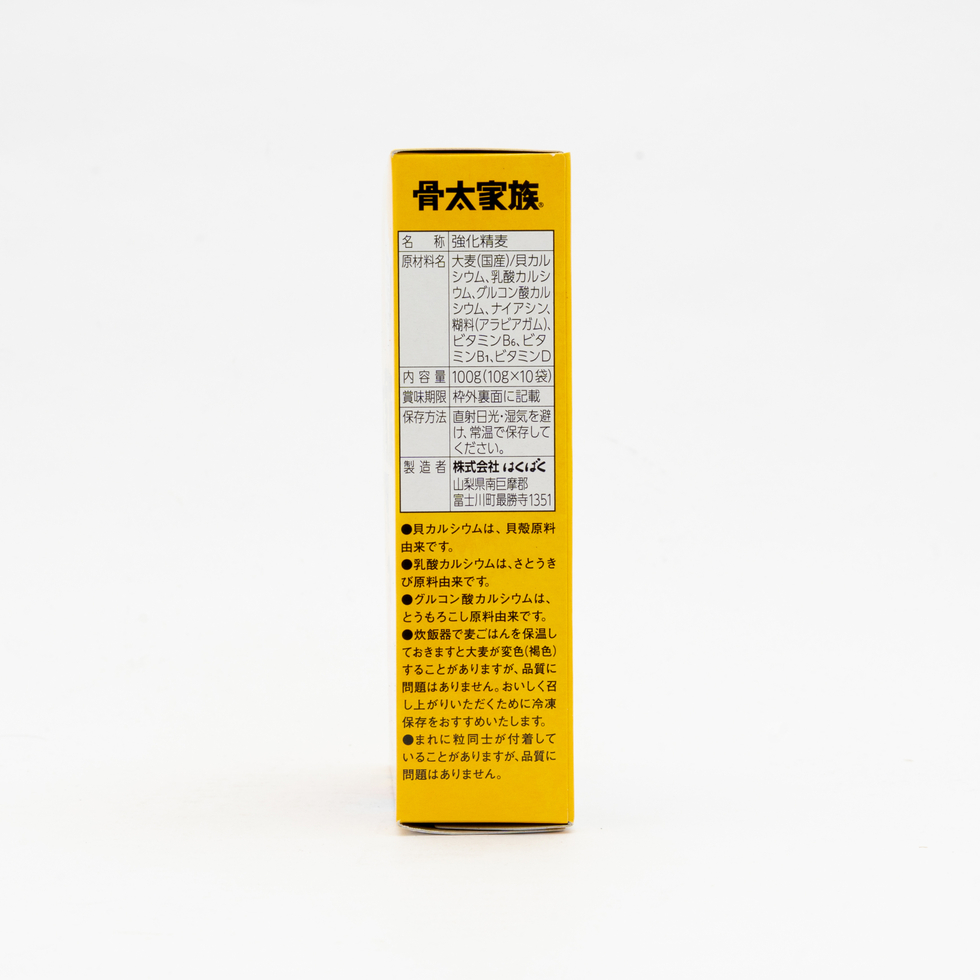 骨太家族®
名称 強化精麦
原材料名 大麦(国産)/貝カル
シウム、乳酸カルシ
ウム、グルコン酸カル
シウム、ナイアシン、
糊料(アラビアガム)、
ビタミンB₆、ビタ
ミンB₁、ビタミンD
内容量 100g(10g×10袋)
賞味期限 枠外裏面に記載
保存方法 直射日光・湿気を避
け、常温で保存して
ください。
製造者 株式会社 はくばく
山梨県南巨摩郡
富士川町最勝寺1351
●貝カルシウムは、貝殻原料
由来です。
●乳酸カルシウムは、さとうき
び原料由来です。
●グルコン酸カルシウムは、
とうもろこし原料由来です。
●炊飯器で麦ごはんを保温し
ておきますと大麦が変色(褐色)
することがありますが、品質に
問題はありません。おいしく召
し上がりいただくために冷凍
保存をおすすめいたします。
●まれに粒同士が付着して
いることがありますが、品質に
問題はありません。